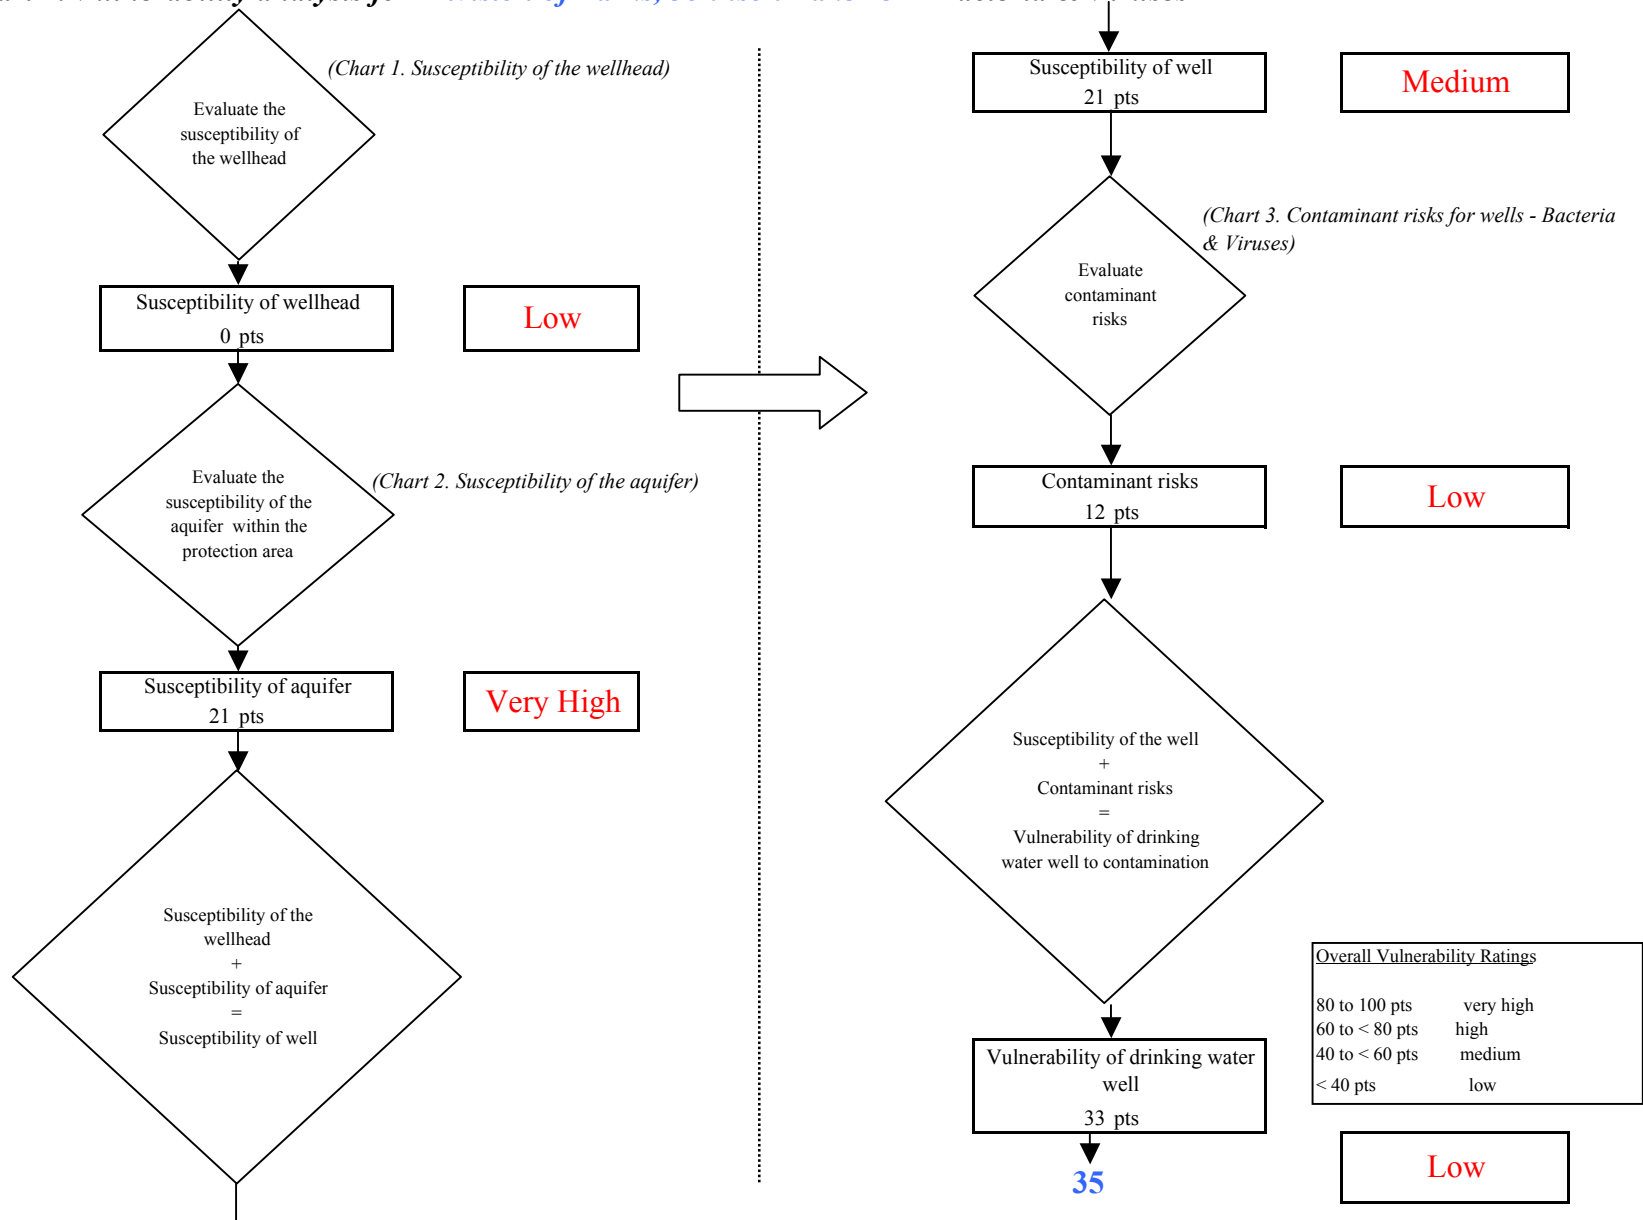 (Chart 1. Susceptibility of the wellhead)
Evaluate the
susceptibility of
the wellhead
Susceptibility of wellhead
0 pts
Low
Evaluate the
susceptibility of the
aquifer within the
protection area
(Chart 2. Susceptibility of the aquifer)
Susceptibility of aquifer
21 pts
Very High
Susceptibility of the
wellhead
+
Susceptibility of aquifer
=
Susceptibility of well
Susceptibility of well
21 pts
Medium
(Chart 3. Contaminant risks for wells - Bacteria
& Viruses)
Evaluate
contaminant
risks
Contaminant risks
12 pts
Low
Susceptibility of the well
+
Contaminant risks
=
Vulnerability of drinking
water well to contamination
Overall Vulnerability Ratings
80 to 100 pts very high
60 to < 80 pts high
40 to < 60 pts medium
< 40 pts low
Vulnerability of drinking water
well
33 pts
35
Low